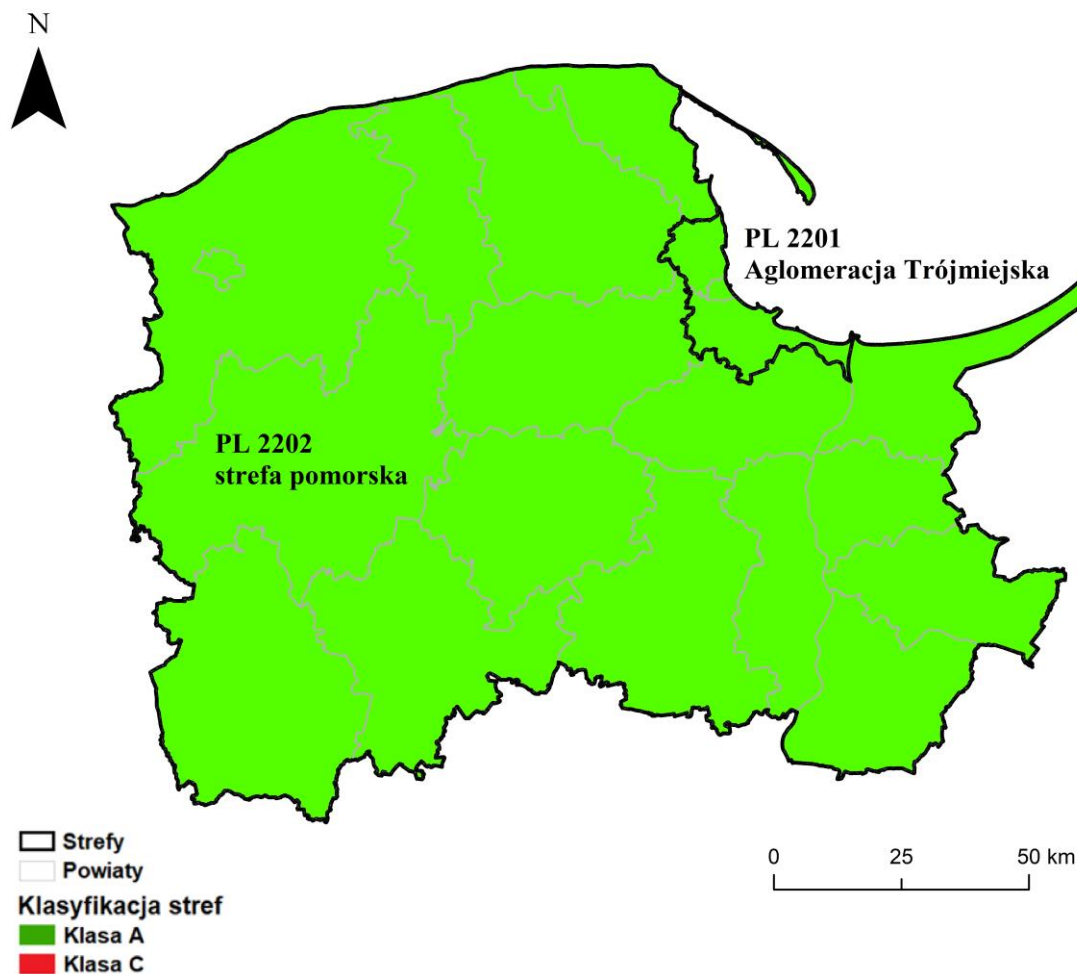 N
PL 2201
Aglomeracja Trójmiejska
PL 2202
strefa pomorska
Strefy
Powiaty
Klasyfikacja stref
Klasa A
Klasa C
0 25 50 km